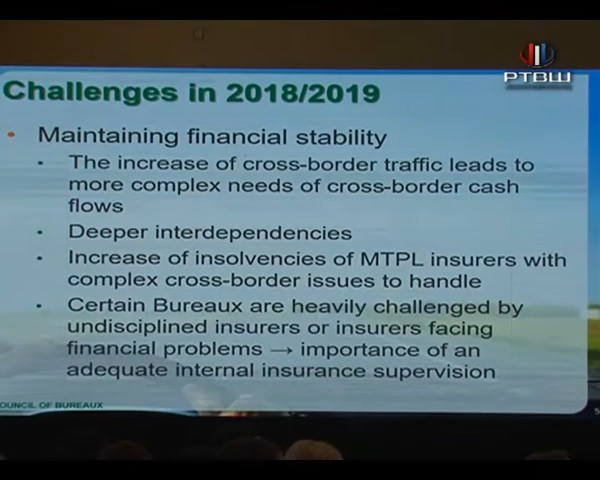 РТВШ
Challenges in 2018/2019
• Maintaining financial stability
• The increase of cross-border traffic leads to
more complex needs of cross-border cash
flows
• Deeper interdependencies
• Increase of insolvencies of MTPL insurers with
complex cross-border issues to handle
• Certain Bureaux are heavily challenged by
undisciplined insurers or insurers facing
financial problems → importance of an
adequate internal insurance supervision
OUNCIL OF BUREAUX